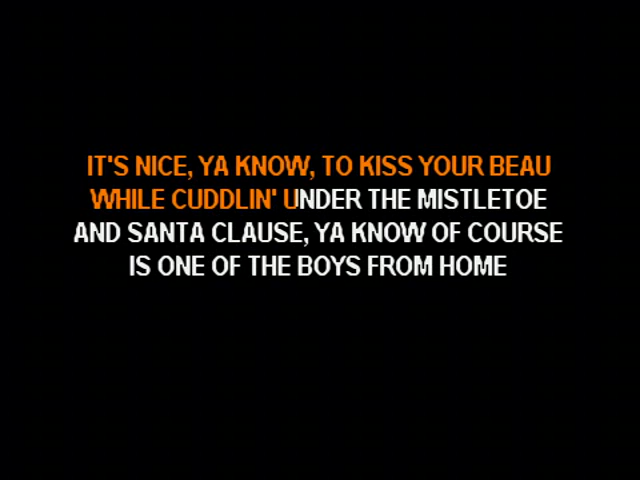 IT'S NICE, YA KNOW, TO KISS YOUR BEAU
WHILE CUDDLIN' UNDER THE MISTLETOE
AND SANTA CLAUSE, YA KNOW OF COURSE
IS ONE OF THE BOYS FROM HOME